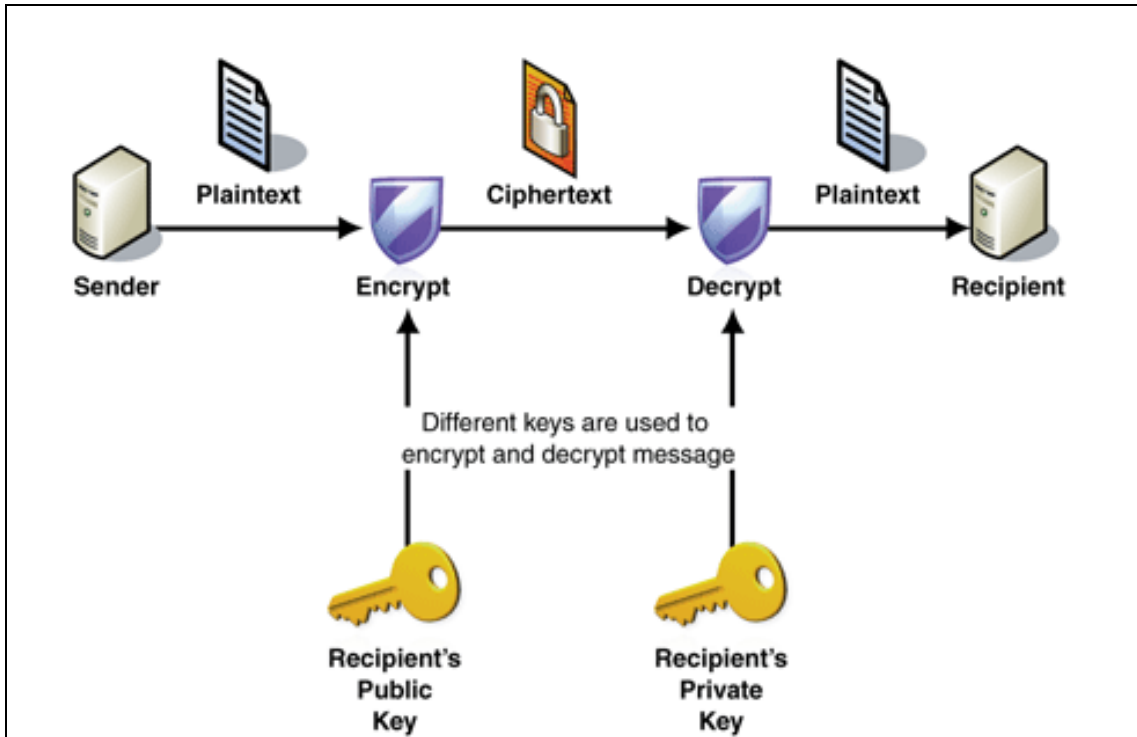 Plaintext
Ciphertext
Plaintext
Sender
Encrypt
Decrypt
Recipient
Different keys are used to
encrypt and decrypt message
Recipient's
Public
Key
Recipient's
Private
Key